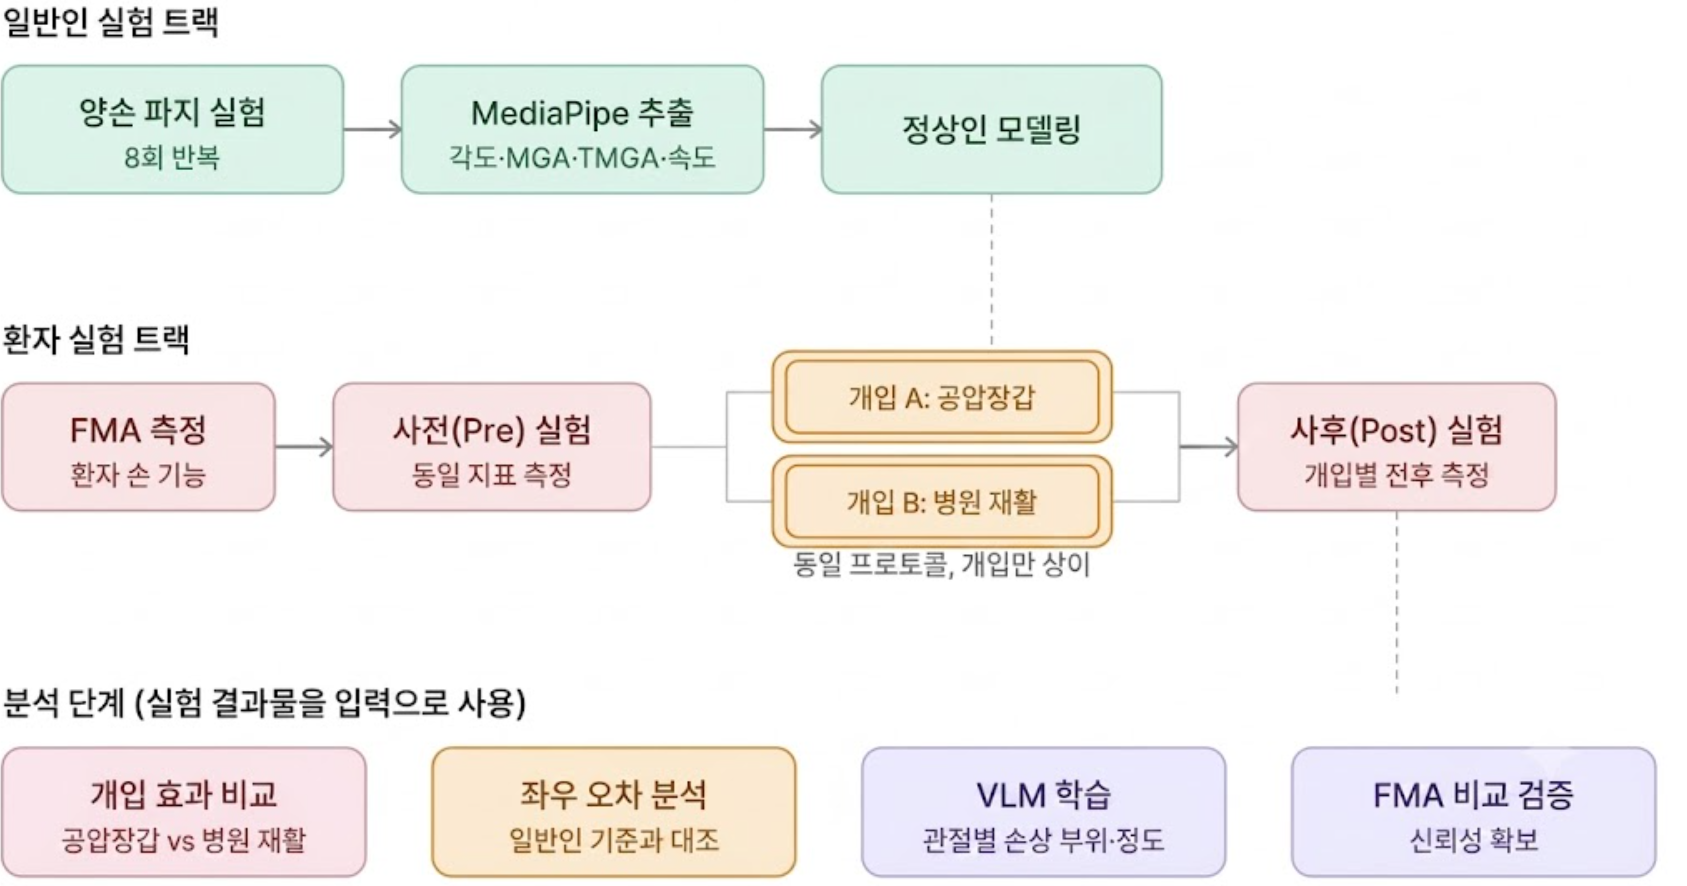 일반인 실험 트랙
양손 파지 실험
8회 반복
MediaPipe 추출
각도·MGA·TMGA·속도
정상인 모델링
환자 실험 트랙
FMA 측정
환자 손 기능
사전(Pre) 실험
동일 지표 측정
개입 A: 공압장갑
개입 B: 병원 재활
동일 프로토콜, 개입만 상이
사후(Post) 실험
개입별 전후 측정
분석 단계 (실험 결과물을 입력으로 사용)
개입 효과 비교
공압장갑 vs 병원 재활
좌우 오차 분석
일반인 기준과 대조
VLM 학습
관절별 손상 부위·정도
FMA 비교 검증
신뢰성 확보